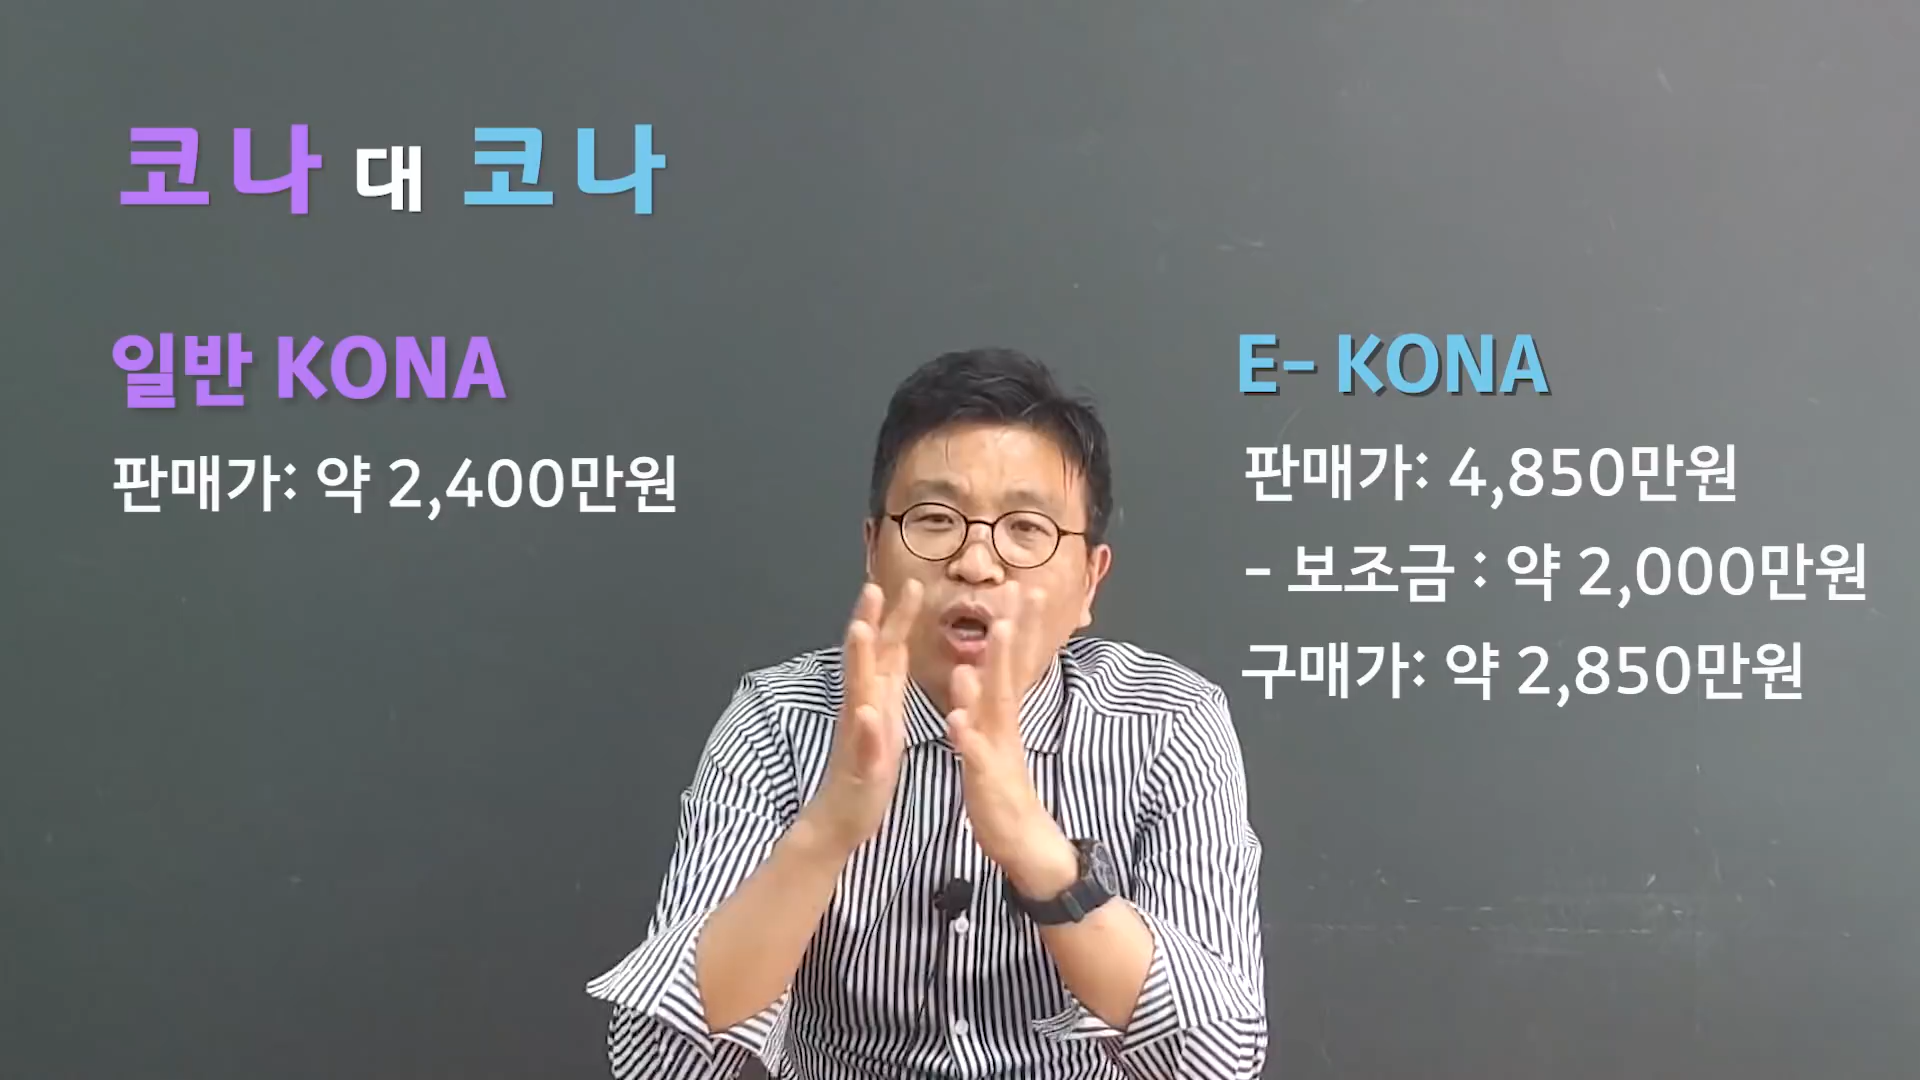 코나 대 코나
일반 KONA
판매가: 약 2,400만원
E- KONA
판매가: 4,850만원
- 보조금 : 약 2,000만원
구매가: 약 2,850만원